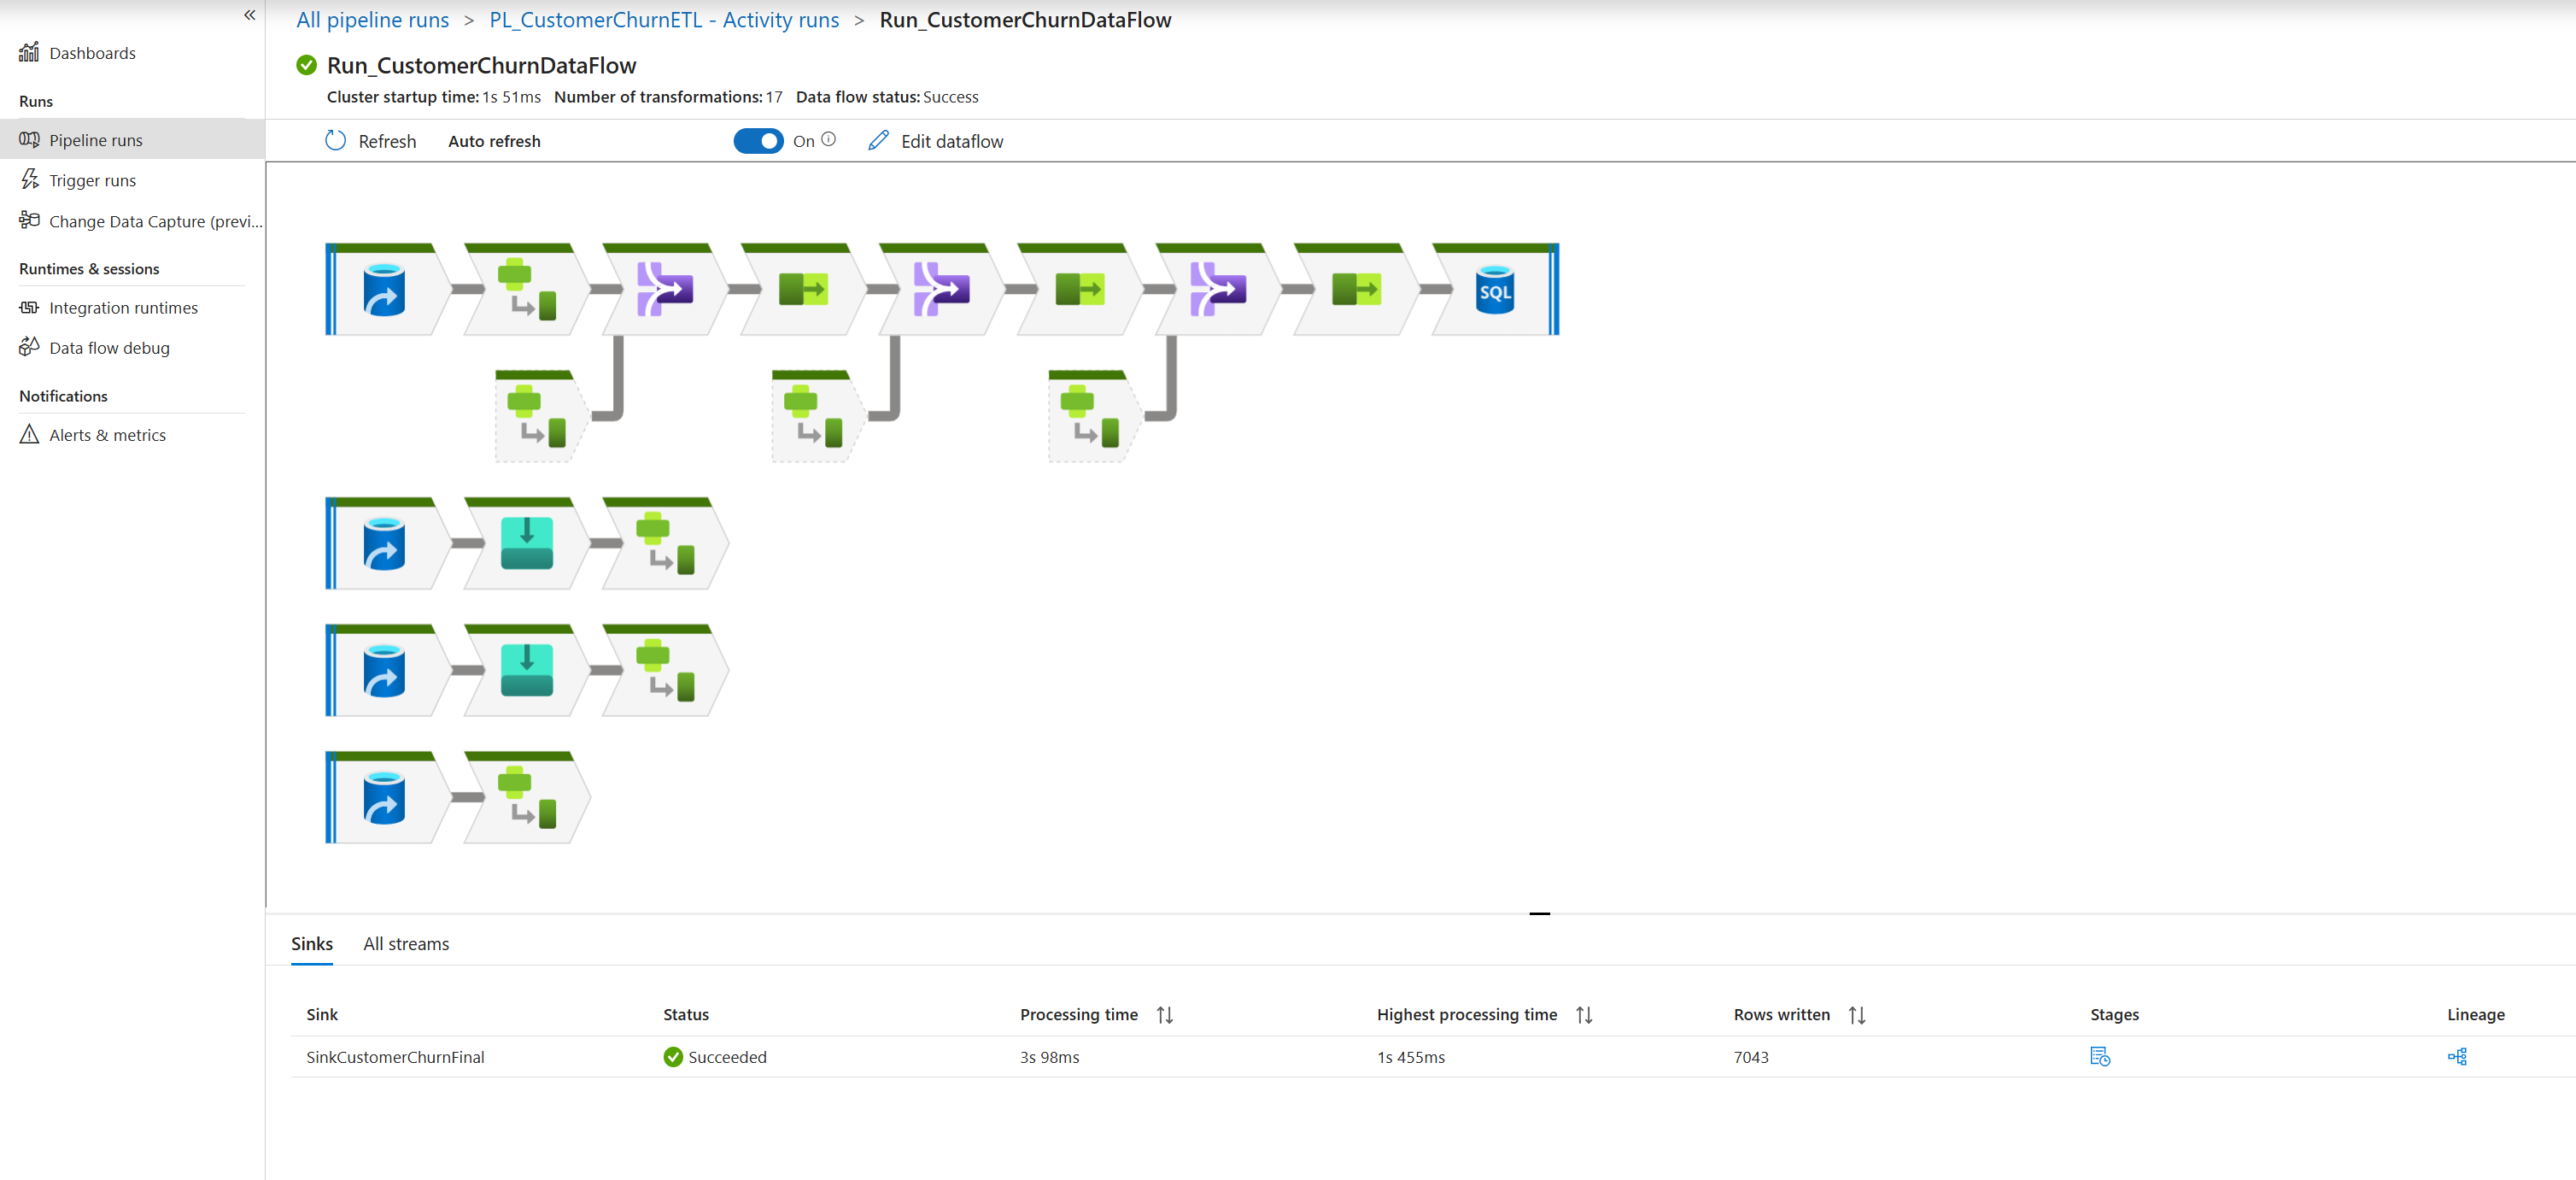 «
All pipeline runs > PL_CustomerChurnETL - Activity runs > Run_CustomerChurnDataFlow
Dashboards
Runs
Pipeline runs
Trigger runs
Change Data Capture (previ...
Runtimes & sessions
Integration runtimes
Data flow debug
Notifications
Alerts & metrics
Run_CustomerChurnDataFlow
Cluster startup time: 1s 51ms Number of transformations: 17 Data flow status: Success
Refresh Auto refresh On Edit dataflow
SQL
Sinks All streams
Sink Status Processing time Highest processing time Rows written Stages Lineage
SinkCustomerChurnFinal Succeeded 3s 98ms 1s 455ms 7043